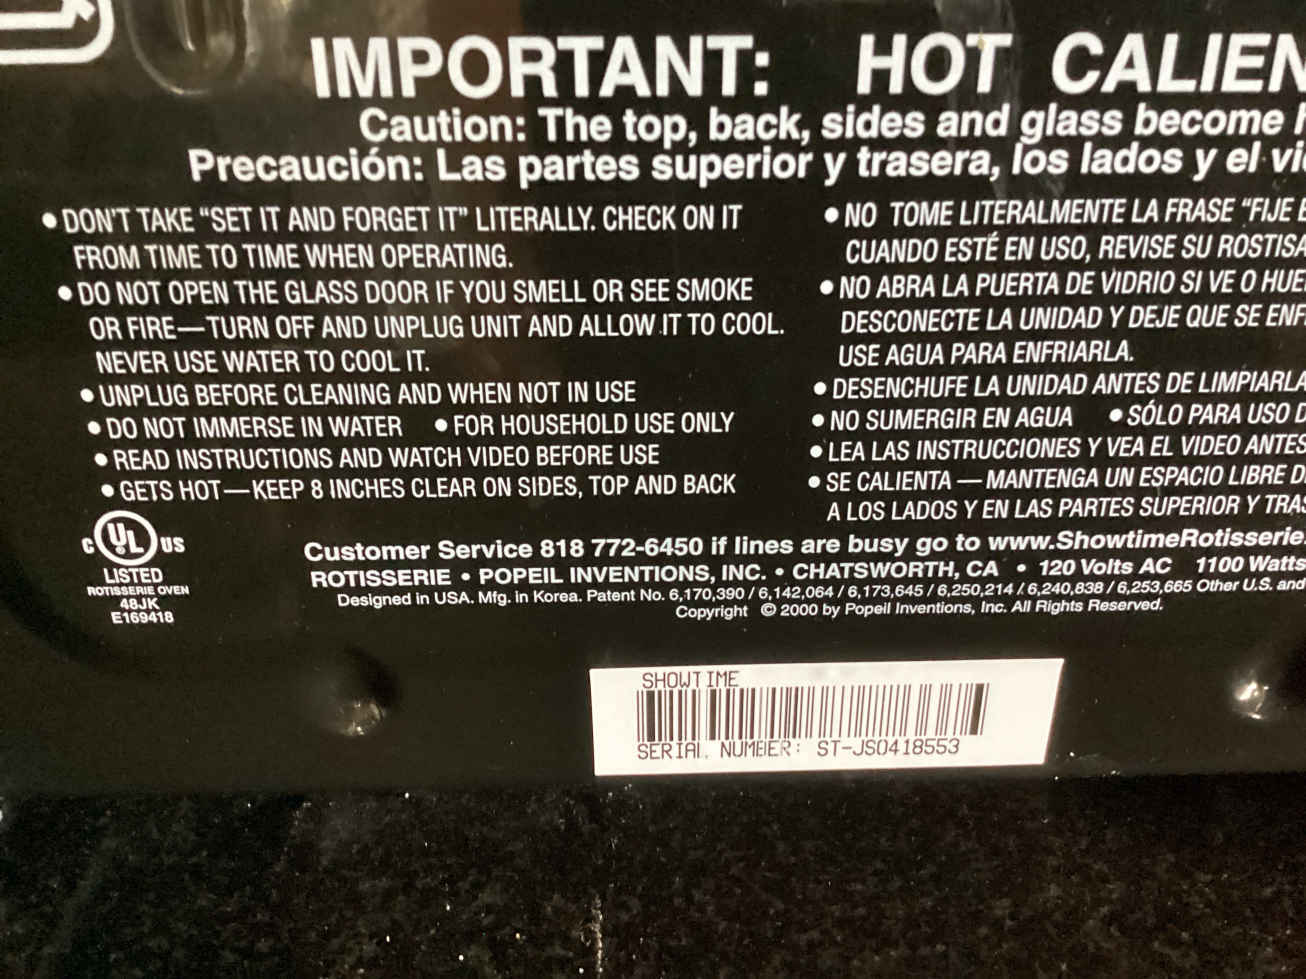 IMPORTANT: HOT CALIEN
Caution: The top, back, sides and glass become
Precaución: Las partes superior y trasera, los lados y el
• DON'T TAKE “SET IT AND FORGET IT” LITERALLY. CHECK ON IT
FROM TIME TO TIME WHEN OPERATING.
• DO NOT OPEN THE GLASS DOOR IF YOU SMELL OR SEE SMOKE
OR FIRE—TURN OFF AND UNPLUG UNIT AND ALLOW IT TO COOL.
NEVER USE WATER TO COOL IT.
• UNPLUG BEFORE CLEANING AND WHEN NOT IN USE
• DO NOT IMMERSE IN WATER • FOR HOUSEHOLD USE ONLY
• READ INSTRUCTIONS AND WATCH VIDEO BEFORE USE
• GETS HOT—KEEP 8 INCHES CLEAR ON SIDES, TOP AND BACK
• NO TOME LITERALMENTE LA FRASE “FIJE
CUANDO ESTÉ EN USO, REVISE SU ROSTISA
• NO ABRA LA PUERTA DE VIDRIO SI VE O HUE
DESCONECTE LA UNIDAD Y DEJE QUE SE ENF
USE AGUA PARA ENFRIARLA.
• DESENCHUFE LA UNIDAD ANTES DE LIMPIARLA
• NO SUMERGIR EN AGUA • SÓLO PARA USO
• LEA LAS INSTRUCCIONES Y VEA EL VIDEO ANTES
• SE CALIENTA — MANTENGA UN ESPACIO LIBRE
A LOS LADOS Y EN LAS PARTES SUPERIOR Y TRAS
C UL US
LISTED
ROTISSERIE OVEN
48JK
E169418
Customer Service 818 772-6450 if lines are busy go to www.ShowtimeRotisserie.
ROTISSERIE • POPEIL INVENTIONS, INC. • CHATSWORTH, CA • 120 Volts AC 1100 Watts
Designed in USA. Mfg. in Korea. Patent No. 6,170,390 / 6,142,064 / 6,173,645 / 6,250,214 / 6,240,838 / 6,253,665 Other U.S. and
Copyright © 2000 by Popeil Inventions, Inc. All Rights Reserved.
SHOWTIME
SERIAL NUMBER: ST-JS0418553